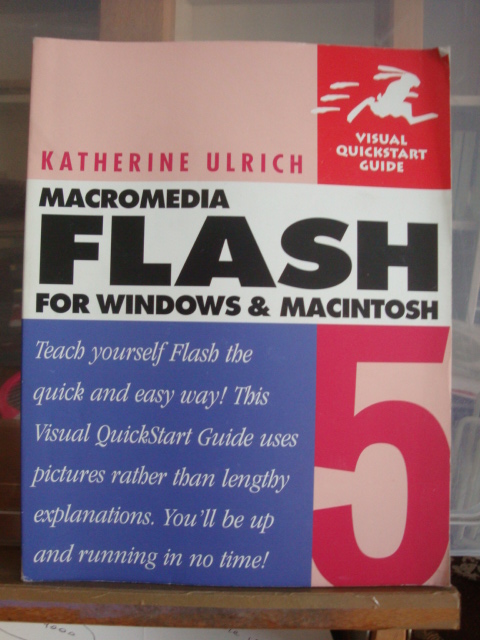 VISUAL
QUICKSTART
GUIDE
KATHERINE ULRICH
MACROMEDIA
FLASH
FOR WINDOWS & MACINTOSH
5
Teach yourself Flash the
quick and easy way! This
Visual QuickStart Guide uses
pictures rather than lengthy
explanations. You'll be up
and running in no time!